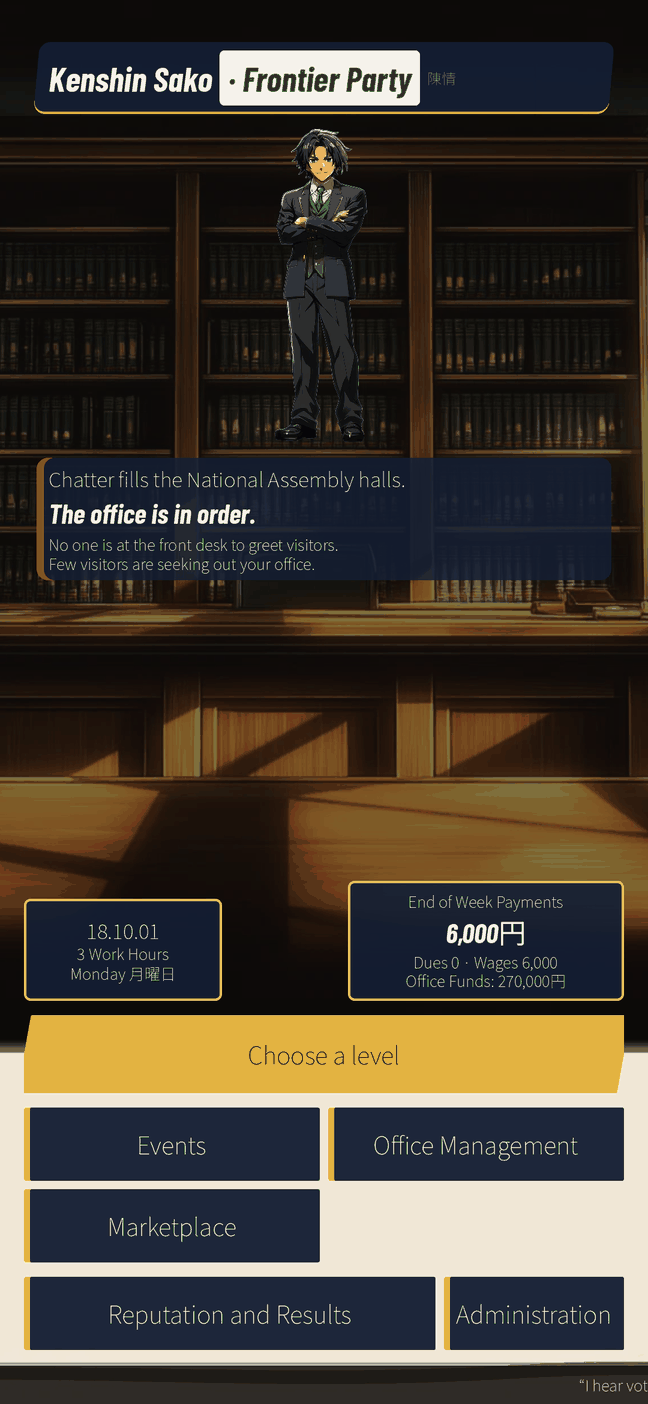 Kenshin Sako · Frontier Party 陳情
Chatter fills the National Assembly halls.
The office is in order.
No one is at the front desk to greet visitors.
Few visitors are seeking out your office.
18.10.01
3 Work Hours
Monday 月曜日
End of Week Payments
6,000円
Dues 0 · Wages 6,000
Office Funds: 270,000円
Choose a level
Events
Office Management
Marketplace
Reputation and Results
Administration
“I hear vot